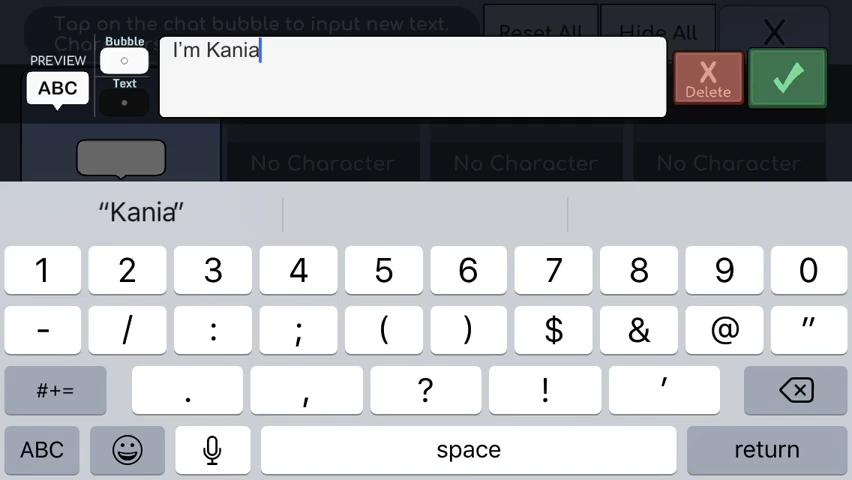 Tap on the chat bubble to input new text.
Reset All
Hide All
X
Bubble
PREVIEW
ABC
Text
I'm Kania
X
Delete
No Character
No Character
No Character
“Kania”
1 2 3 4 5 6 7 8 9 0
- / : ; ( ) $ & @ ”
#+= . , ? ! ’
ABC space return